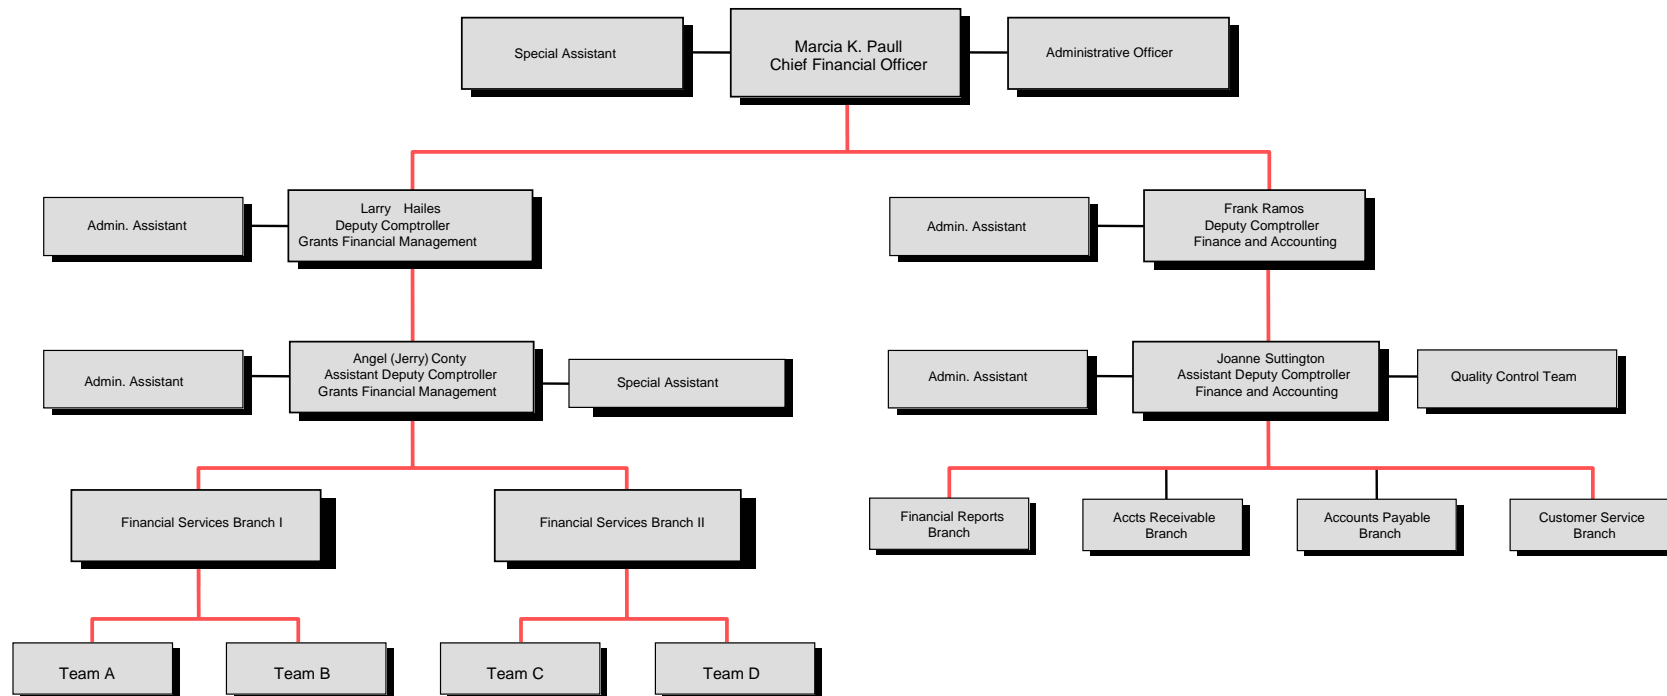 Special Assistant
Marcia K. Paull
Chief Financial Officer
Administrative Officer
Admin. Assistant
Larry Hailes
Deputy Comptroller
Grants Financial Management
Admin. Assistant
Frank Ramos
Deputy Comptroller
Finance and Accounting
Admin. Assistant
Angel (Jerry) Conty
Assistant Deputy Comptroller
Grants Financial Management
Special Assistant
Admin. Assistant
Joanne Suttington
Assistant Deputy Comptroller
Finance and Accounting
Quality Control Team
Financial Services Branch I
Financial Services Branch II
Financial Reports
Branch
Accts Receivable
Branch
Accounts Payable
Branch
Customer Service
Branch
Team A
Team B
Team C
Team D